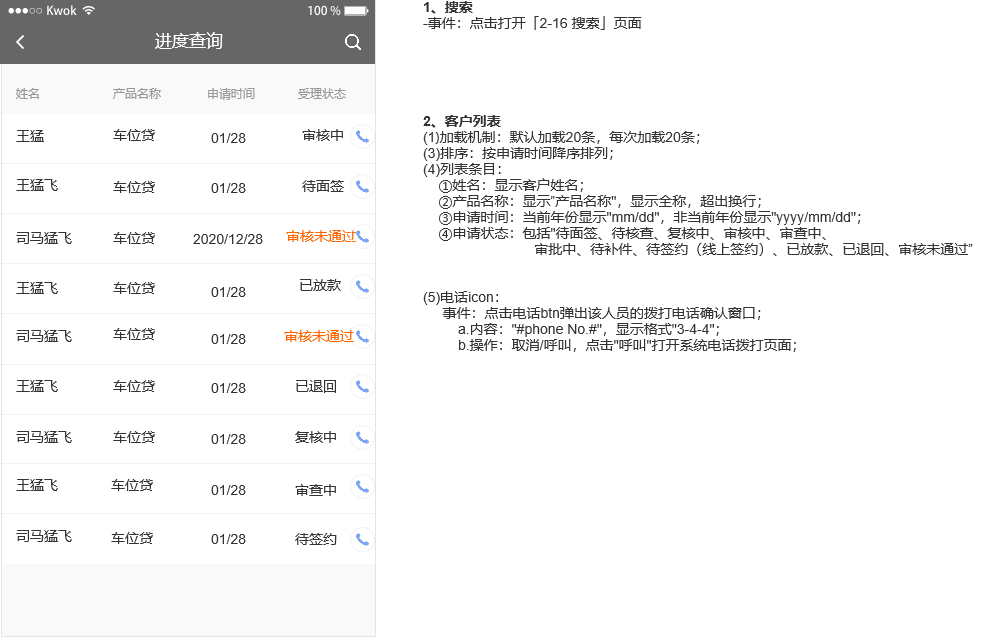 Kwok 100 %
进度查询
姓名 产品名称 申请时间 受理状态
王猛 车位贷 01/28 审核中
王猛飞 车位贷 01/28 待面签
司马猛飞 车位贷 2020/12/28 审核未通过
王猛飞 车位贷 01/28 已放款
司马猛飞 车位贷 01/28 审核未通过
王猛飞 车位贷 01/28 已退回
司马猛飞 车位贷 01/28 复核中
王猛飞 车位贷 01/28 审查中
司马猛飞 车位贷 01/28 待签约
1、搜索
-事件：点击打开「2-16 搜索」页面
2、客户列表
(1)加载机制：默认加载20条，每次加载20条；
(3)排序：按申请时间降序排列；
(4)列表条目：
①姓名：显示客户姓名；
②产品名称：显示”产品名称"，显示全称，超出换行；
③申请时间：当前年份显示"mm/dd"，非当前年份显示"yyyy/mm/dd"；
④申请状态：包括"待面签、待核查、复核中、审核中、审查中、
审批中、待补件、待签约（线上签约）、已放款、已退回、审核未通过”
(5)电话icon：
事件：点击电话btn弹出该人员的拨打电话确认窗口；
a.内容："#phone No.#"，显示格式"3-4-4"；
b.操作：取消/呼叫，点击"呼叫"打开系统电话拨打页面；